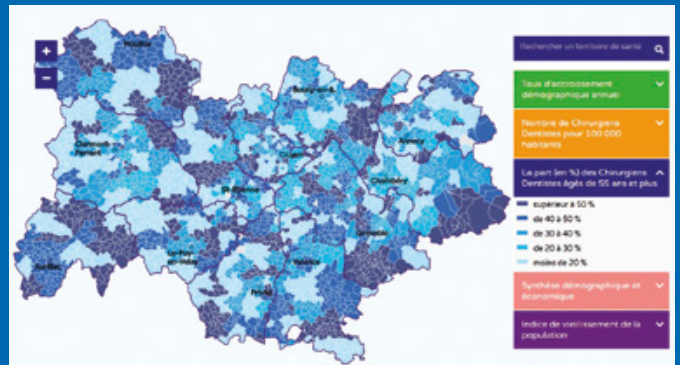 +
−
Moulins
Bourg-en-B.
Clermont-Ferrand
Lyon
Annecy
St-Etienne
Chambéry
Grenoble
Aurillac
Le Puy-en-Velay
Valence
Privas
Rechercher un territoire de santé
Taux d'accroissement
démographique annuel
Nombre de Chirurgiens
Dentistes pour 100 000
habitants
La part (en %) des Chirurgiens
Dentistes âgés de 55 ans et plus
supérieur à 50 %
de 40 à 50 %
de 30 à 40 %
de 20 à 30 %
moins de 20 %
Synthèse démographique et
économique
Indice de vieillissement de la
population